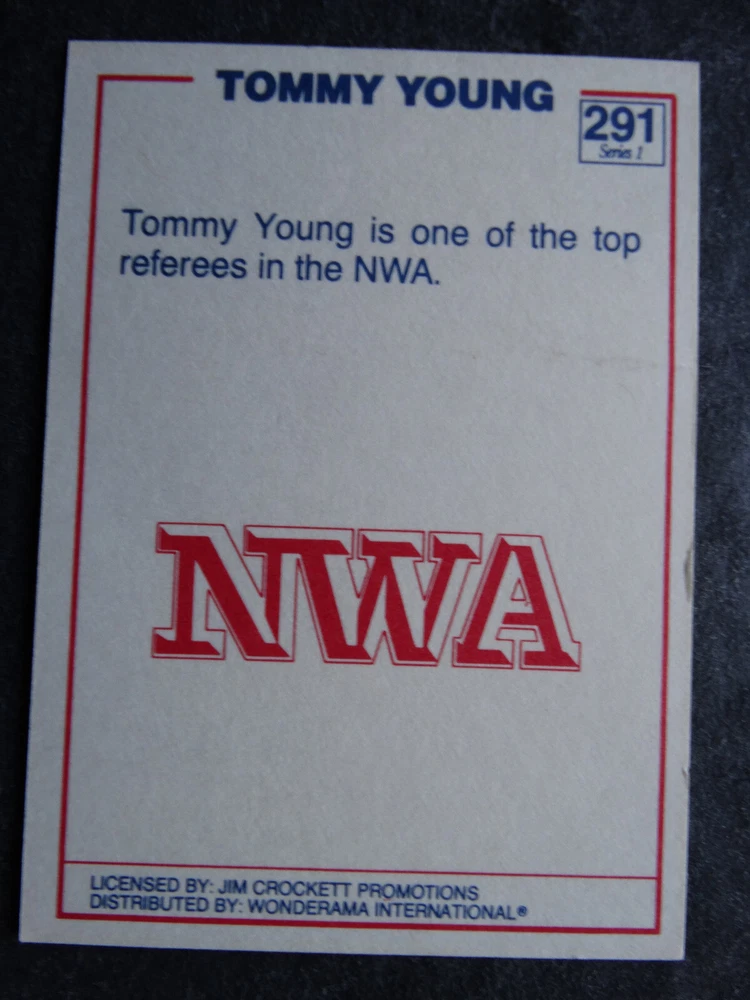 TOMMY YOUNG
291
Series 1
Tommy Young is one of the top
referees in the NWA.
NWA
LICENSED BY: JIM CROCKETT PROMOTIONS
DISTRIBUTED BY: WONDERAMA INTERNATIONAL®